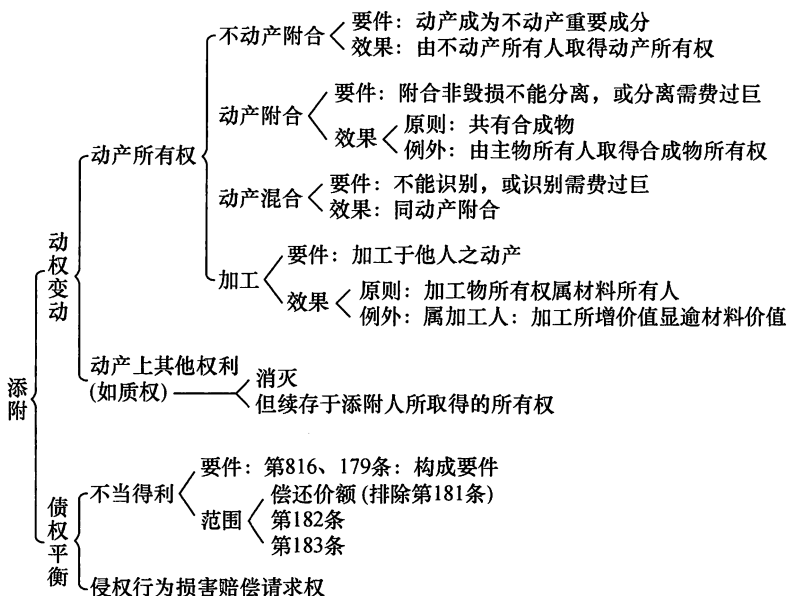 不动产附合
要件：动产成为不动产重要成分
效果：由不动产所有人取得动产所有权
动产附合
要件：附合非毁损不能分离，或分离需费过巨
效果
原则：共有合成物
例外：由主物所有人取得合成物所有权
动产所有权
动产混合
要件：不能识别，或识别需费过巨
效果：同动产附合
动权变动
加工
要件：加工于他人之动产
效果
原则：加工物所有权属材料所有人
例外：属加工人：加工所增价值显逾材料价值
动产上其他权利
(如质权)
消灭
但续存于添附人所取得的所有权
添附
债权平衡
不当得利
要件：第816、179条：构成要件
范围
偿还价额(排除第181条)
第182条
第183条
侵权行为损害赔偿请求权